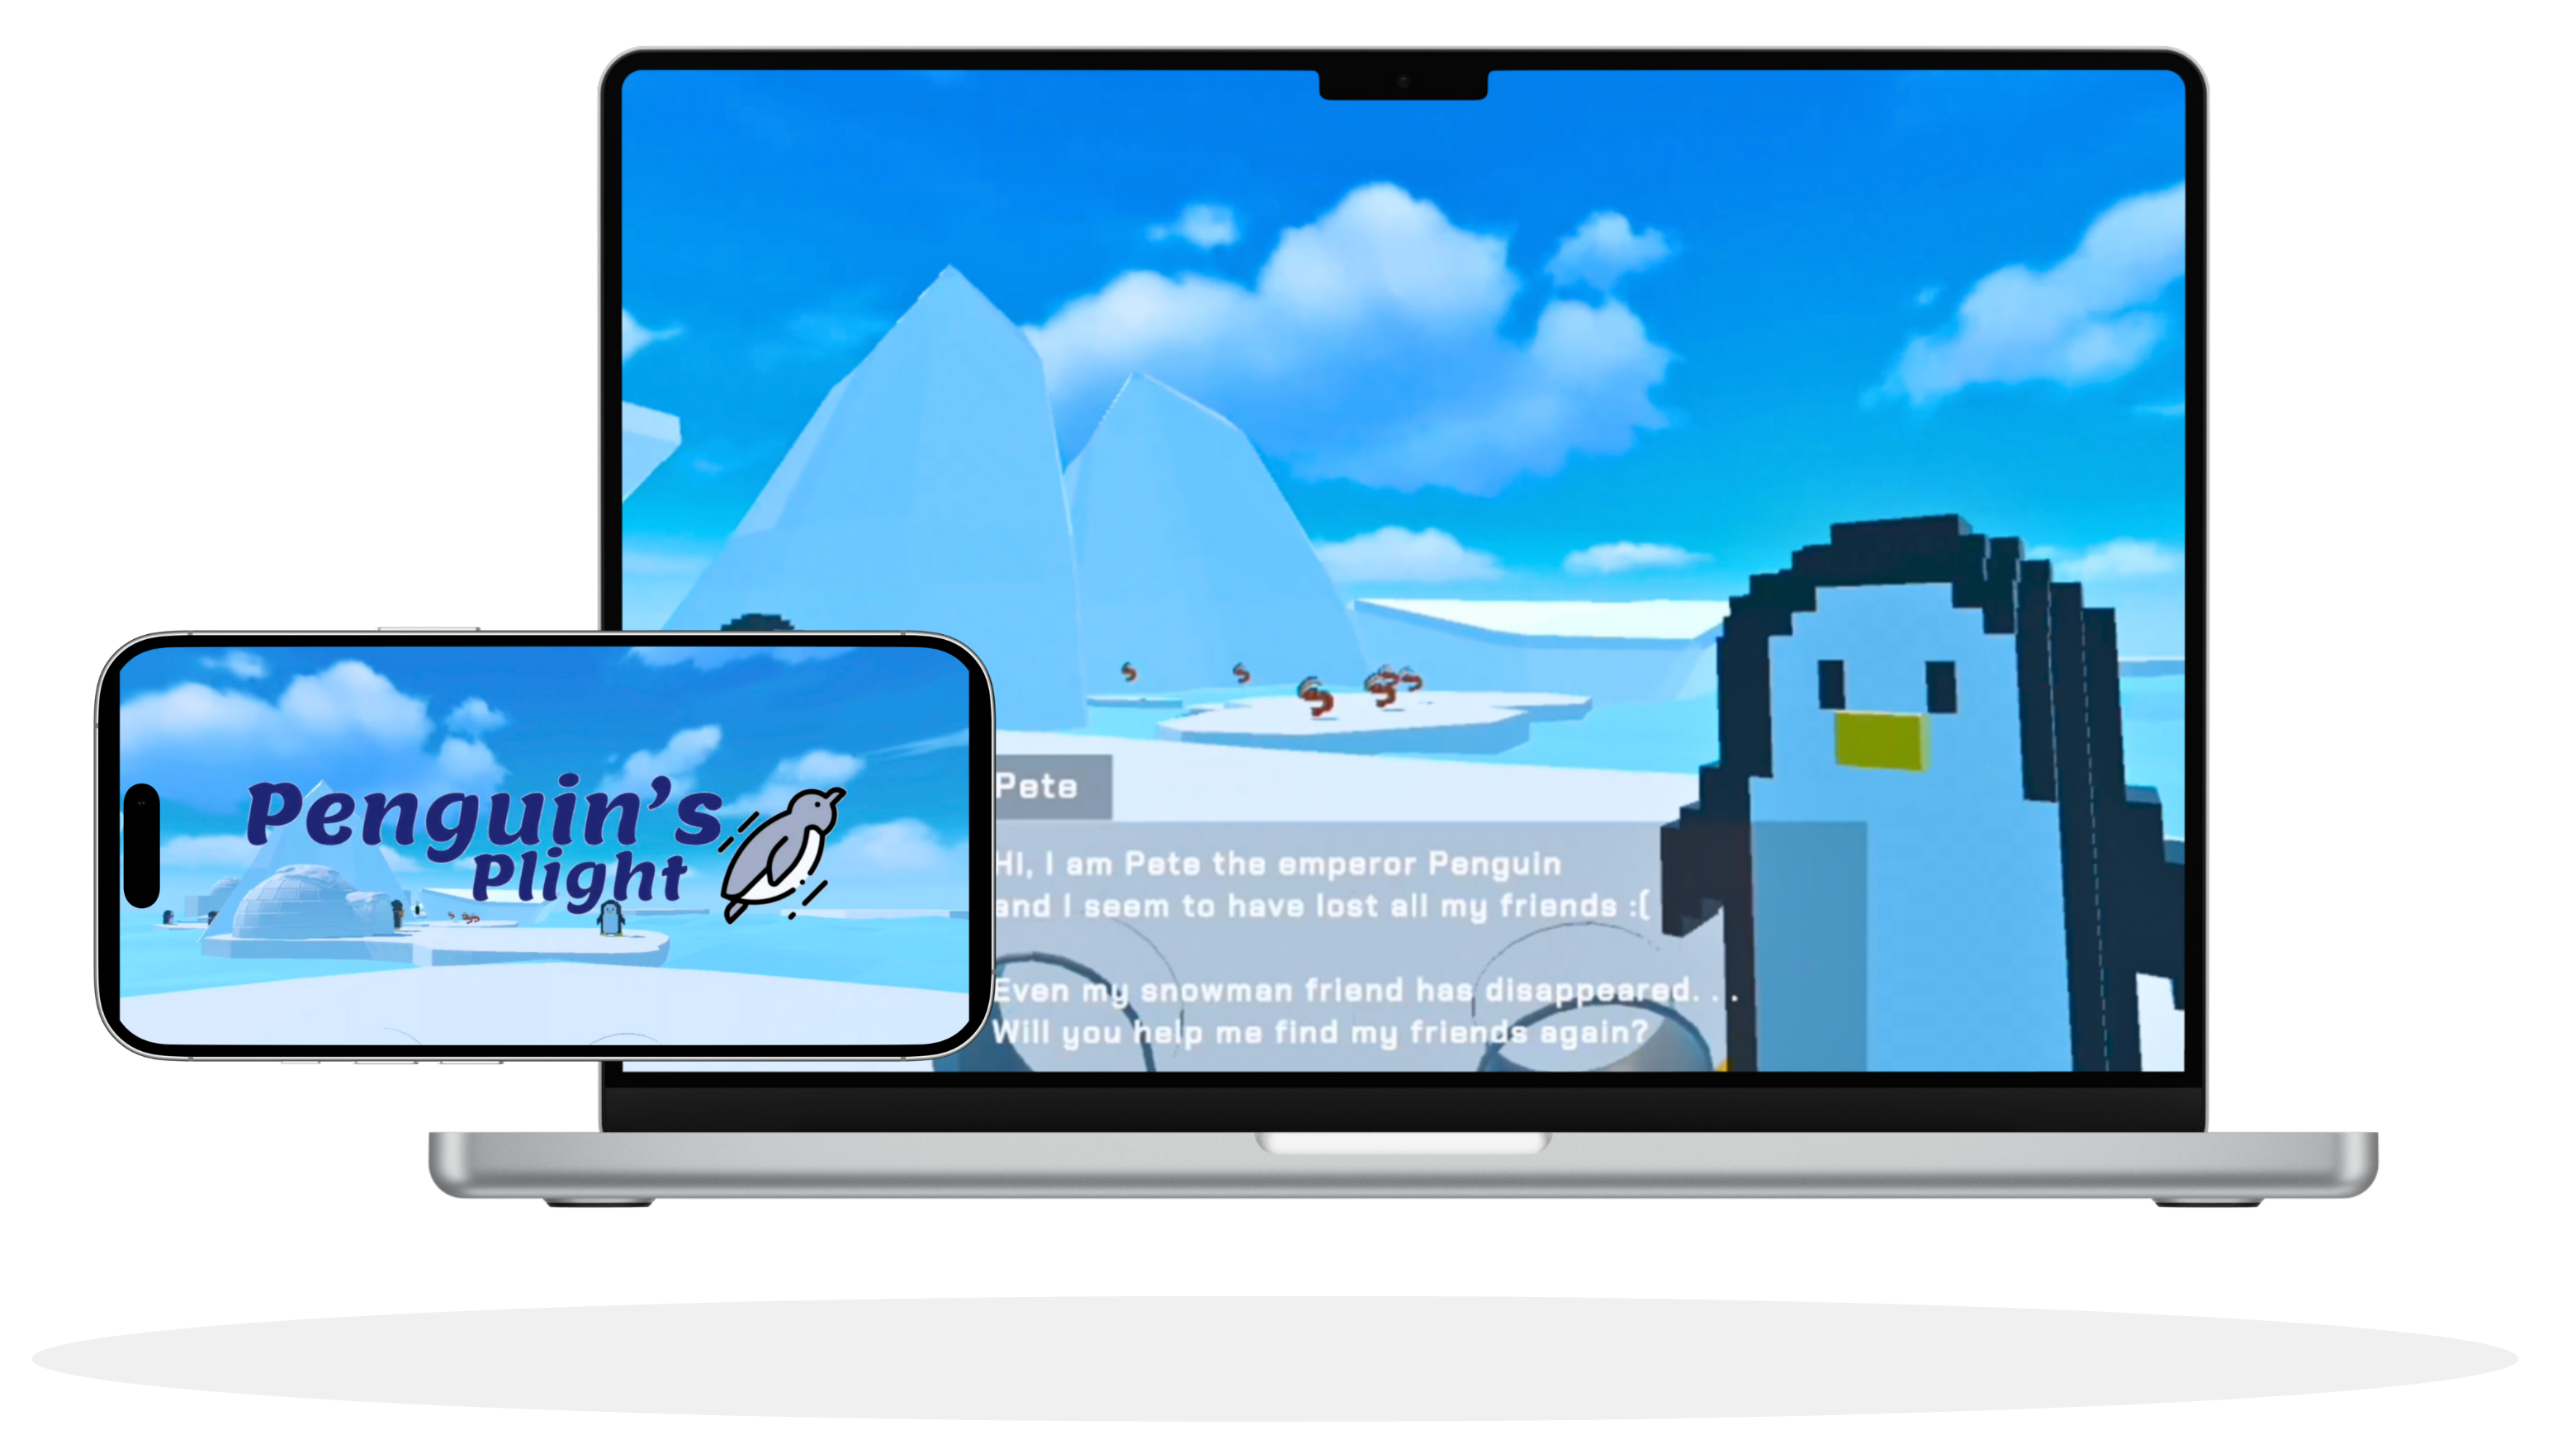 Penguin's
Plight
Pete
Hi, I am Pete the emperor Penguin
and I seem to have lost all my friends :(
Even my snowman friend has disappeared. . .
Will you help me find my friends again?